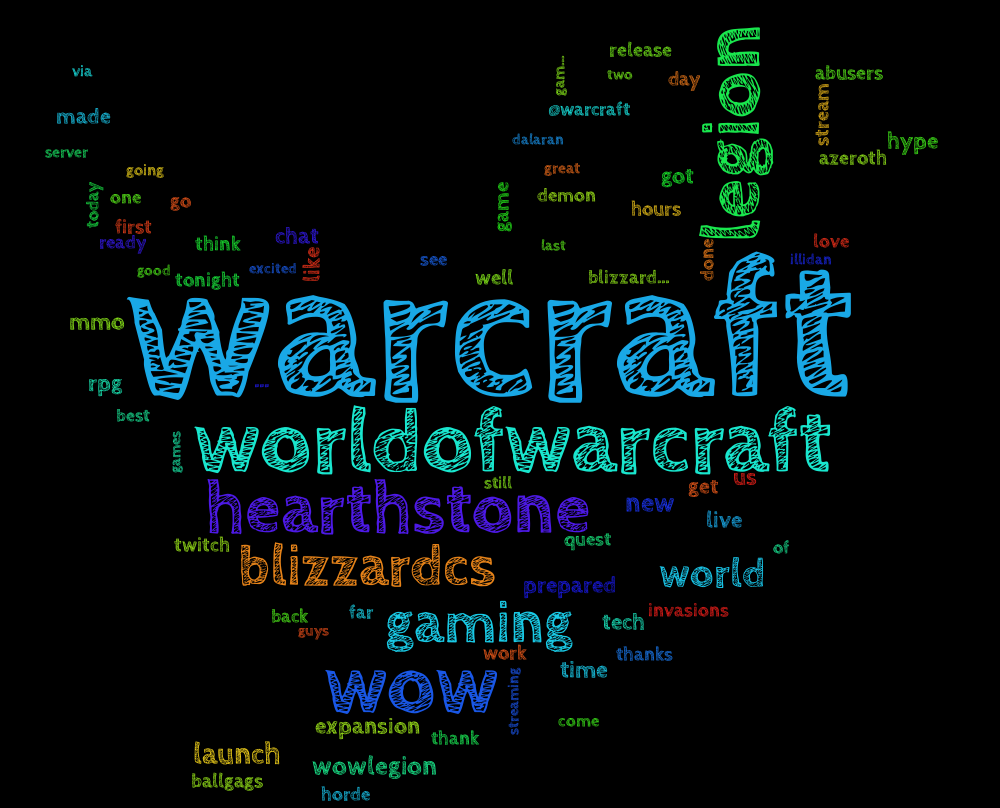 release
legion
via
gam...
two
day
abusers
made
@warcraft
stream
dalaran
hype
server
azeroth
going
great
got
today
one
go
game
demon
hours
first
ready
think
chat
like
see
last
done
love
good
tonight
excited
well
blizzard...
illidan
mmo
warcraft
rpg
...
best
games
worldofwarcraft
hearthstone
still
get
us
new
live
twitch
quest
of
blizzardcs
prepared
world
back
far
gaming
tech
invasions
guys
work
thanks
wow
time
streaming
expansion
come
thank
launch
wowlegion
ballgags
horde